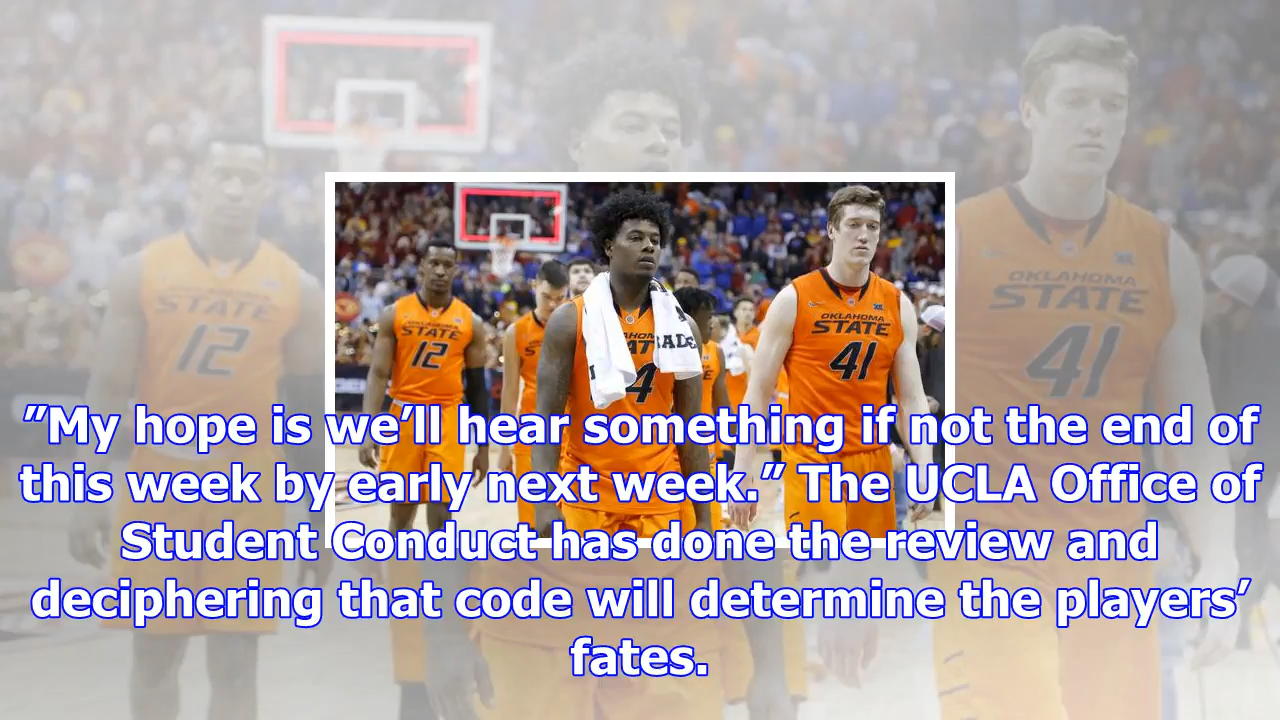 OKLAHOMA
STATE
12
OKLAHOMA
STATE
41
STATE
12
4
OKLAHOMA
STATE
41
”My hope is we’ll hear something if not the end of
this week by early next week.” The UCLA Office of
Student Conduct has done the review and
deciphering that code will determine the players’
fates.